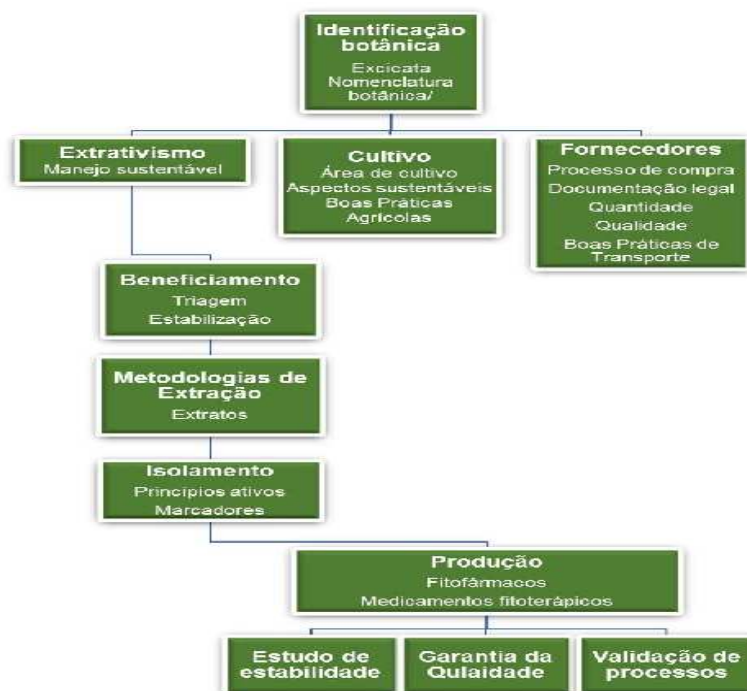 Identificação
botânica
Excicata
Nomenclatura
botânica/
Extrativismo
Manejo sustentável
Cultivo
Área de cultivo
Aspectos sustentáveis
Boas Práticas
Agrícolas
Fornecedores
Processo de compra
Documentação legal
Quantidade
Qualidade
Boas Práticas de
Transporte
Beneficiamento
Triagem
Estabilização
Metodologias de
Extração
Extratos
Isolamento
Princípios ativos
Marcadores
Produção
Fitofármacos
Medicamentos fitoterápicos
Estudo de
estabilidade
Garantia da
Qulaidade
Validação de
processos